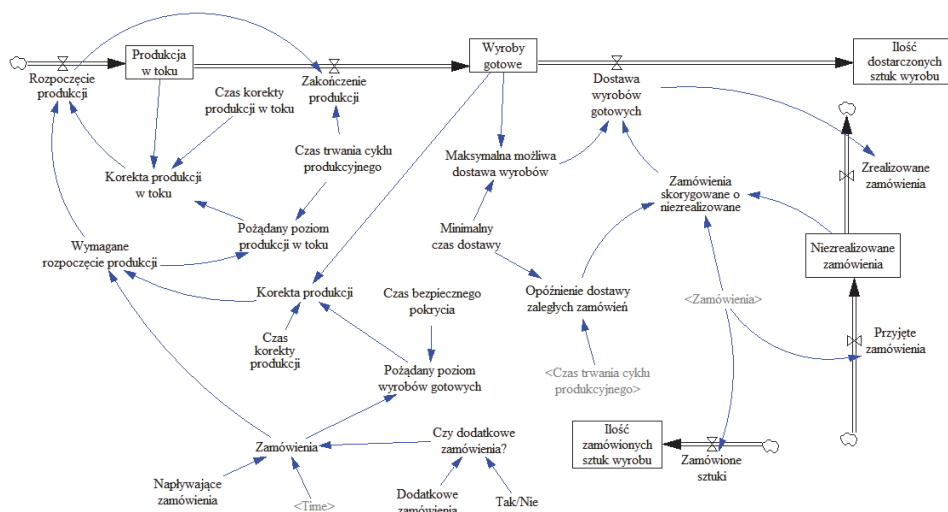 Produkcja
w toku
Wyroby
gotowe
Ilość
dostarczonych
sztuk wyrobu
Rozpoczęcie
produkcji
Zakończenie
produkcji
Dostawa
wyrobów
gotowych
Czas korekty
produkcji w toku
Czas trwania cyklu
produkcyjnego
Maksymalna możliwa
dostawa wyrobów
Zrealizowane
zamówienia
Korekta produkcji
w toku
Zamówienia
skorygowane o
niezrealizowane
Pożądany poziom
produkcji w toku
Minimalny
czas dostawy
Wymagane
rozpoczęcie produkcji
Niezrealizowane
zamówienia
Korekta produkcji
Czas bezpiecznego
pokrycia
Opóźnienie dostawy
zaległych zamówień
<Zamówienia>
Czas
korekty
produkcji
Przyjęte
zamówienia
Pożądany poziom
wyrobów gotowych
<Czas trwania cyklu
produkcyjnego>
Zamówienia
Czy dodatkowe
zamówienia?
Ilość
zamówionych
sztuk wyrobu
Zamówione
sztuki
Napływające
zamówienia
<Time>
Dodatkowe
zamówienia
Tak/Nie